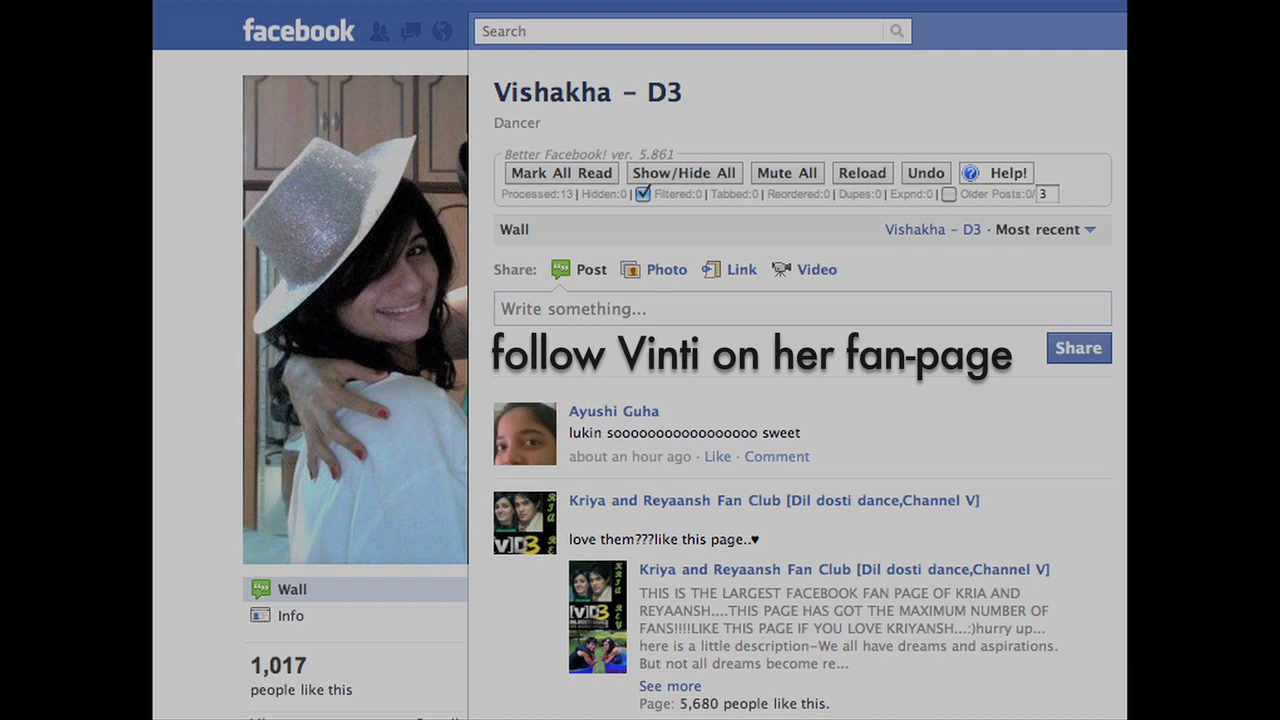 facebook
Search
Vishakha – D3
Dancer
Better Facebook! ver. 5.861
Mark All Read Show/Hide All Mute All Reload Undo Help!
Processed:13 | Hidden:0 | Filtered:0 | Tabbed:0 | Reordered:0 | Dupes:0 | Expnd:0 | Older Posts:0/ 3
Wall Vishakha – D3 · Most recent
Share: Post Photo Link Video
Write something...
follow Vinti on her fan-page
Share
Ayushi Guha
lukin sooooooooooooooooo sweet
about an hour ago · Like · Comment
Kriya and Reyaansh Fan Club [Dil dosti dance,Channel V]
love them???like this page..♥
Kriya and Reyaansh Fan Club [Dil dosti dance,Channel V]
THIS IS THE LARGEST FACEBOOK FAN PAGE OF KRIA AND
REYAANSH....THIS PAGE HAS GOT THE MAXIMUM NUMBER OF
FANS!!!!LIKE THIS PAGE IF YOU LOVE KRIYANSH...:)hurry up...
here is a little description-We all have dreams and aspirations.
But not all dreams become re...
See more
Page: 5,680 people like this.
Wall
Info
1,017
people like this